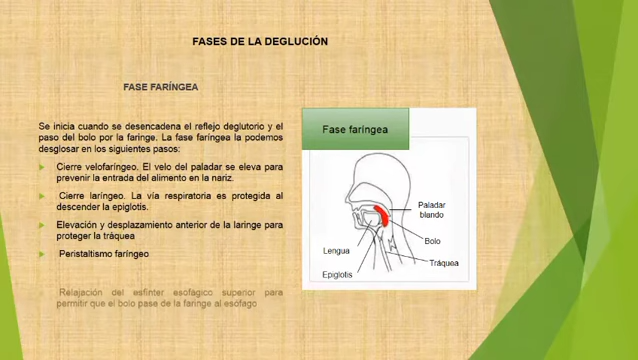 FASES DE LA DEGLUCIÓN
FASE FARÍNGEA
Se inicia cuando se desencadena el reflejo deglutorio y el
paso del bolo por la faringe. La fase faríngea la podemos
desglosar en los siguientes pasos:
Cierre velofaríngeo. El velo del paladar se eleva para
prevenir la entrada del alimento en la nariz.
Cierre laríngeo. La vía respiratoria es protegida al
descender la epiglotis.
Elevación y desplazamiento anterior de la laringe para
proteger la tráquea
Peristaltismo faríngeo
Relajación del esfínter esofágico superior para
permitir que el bolo pase de la faringe al esófago
Fase faríngea
Paladar
blando
Bolo
Lengua
Tráquea
Epiglotis